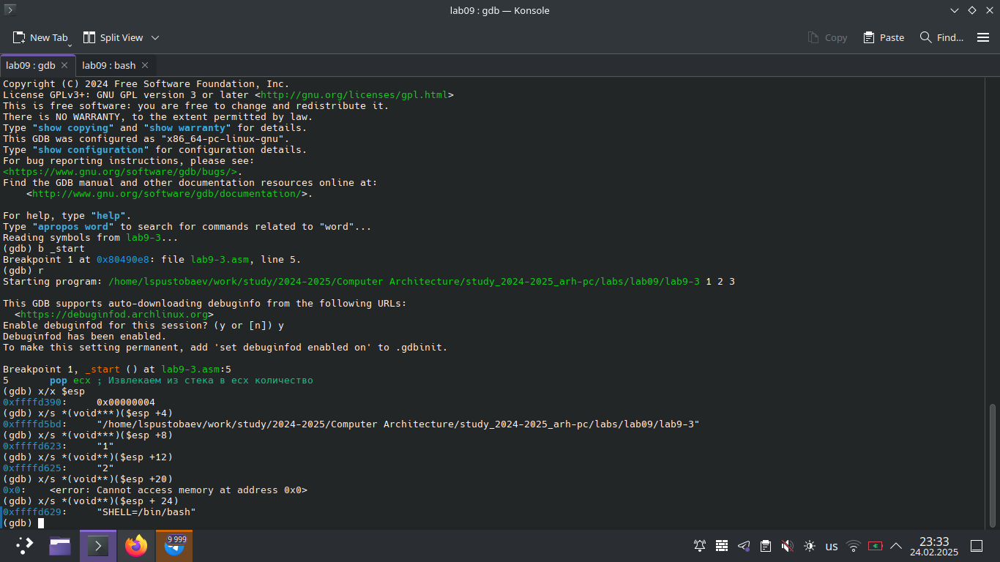 lab09 : gdb — Konsole
New Tab
Split View
Copy
Paste
Find...
lab09 : gdb
lab09 : bash
Copyright (C) 2024 Free Software Foundation, Inc.
License GPLv3+: GNU GPL version 3 or later <http://gnu.org/licenses/gpl.html>
This is free software: you are free to change and redistribute it.
There is NO WARRANTY, to the extent permitted by law.
Type "show copying" and "show warranty" for details.
This GDB was configured as "x86_64-pc-linux-gnu".
Type "show configuration" for configuration details.
For bug reporting instructions, please see:
<https://www.gnu.org/software/gdb/bugs/>.
Find the GDB manual and other documentation resources online at:
    <http://www.gnu.org/software/gdb/documentation/>.
For help, type "help".
Type "apropos word" to search for commands related to "word"...
Reading symbols from lab9-3...
(gdb) b _start
Breakpoint 1 at 0x80490e8: file lab9-3.asm, line 5.
(gdb) r
Starting program: /home/lspustobaev/work/study/2024-2025/Computer Architecture/study_2024-2025_arh-pc/labs/lab09/lab9-3 1 2 3
This GDB supports auto-downloading debuginfo from the following URLs:
  <https://debuginfod.archlinux.org>
Enable debuginfod for this session? (y or [n]) y
Debuginfod has been enabled.
To make this setting permanent, add 'set debuginfod enabled on' to .gdbinit.
Breakpoint 1, _start () at lab9-3.asm:5
5       pop ecx ; Извлекаем из стека в ecx количество
(gdb) x/x $esp
0xffffd390:     0x00000004
(gdb) x/s *(void***)($esp +4)
0xffffd5bd:     "/home/lspustobaev/work/study/2024-2025/Computer Architecture/study_2024-2025_arh-pc/labs/lab09/lab9-3"
(gdb) x/s *(void***)($esp +8)
0xffffd623:     "1"
(gdb) x/s *(void**)($esp +12)
0xffffd625:     "2"
(gdb) x/s *(void**)($esp +20)
0x0:    <error: Cannot access memory at address 0x0>
(gdb) x/s *(void**)($esp + 24)
0xffffd629:     "SHELL=/bin/bash"
(gdb)
9 999
us
23:33
24.02.2025